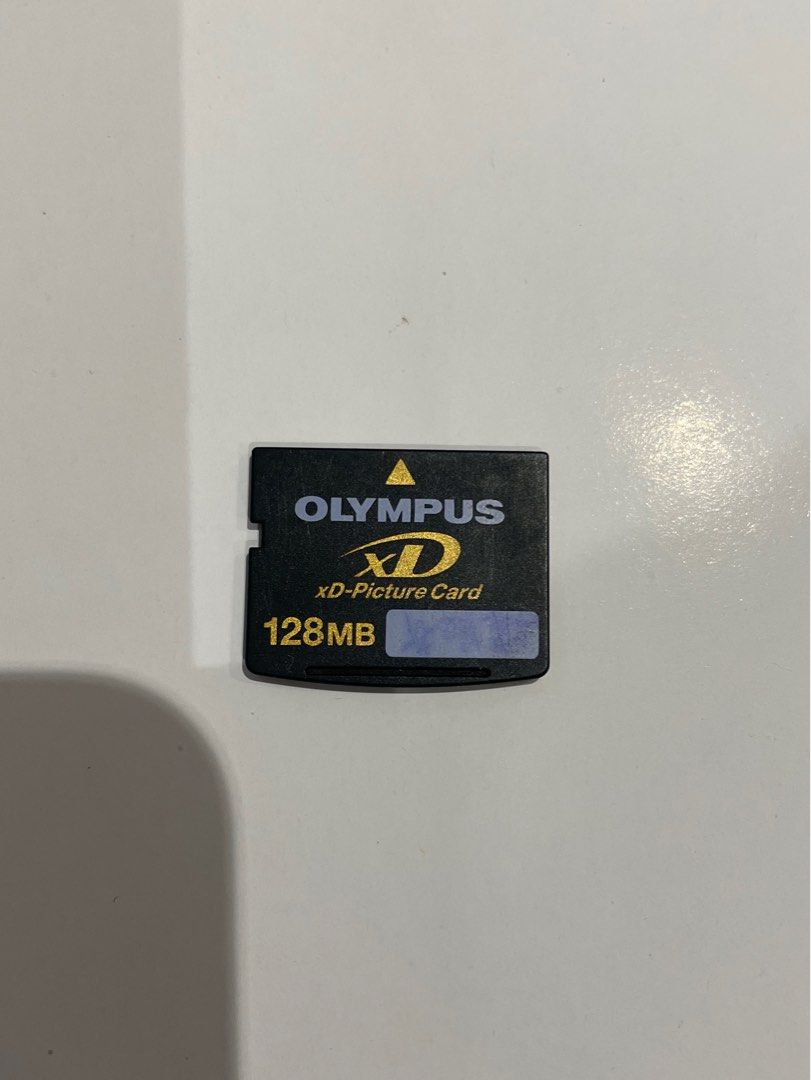 OLYMPUS
xD
xD-Picture Card
128MB